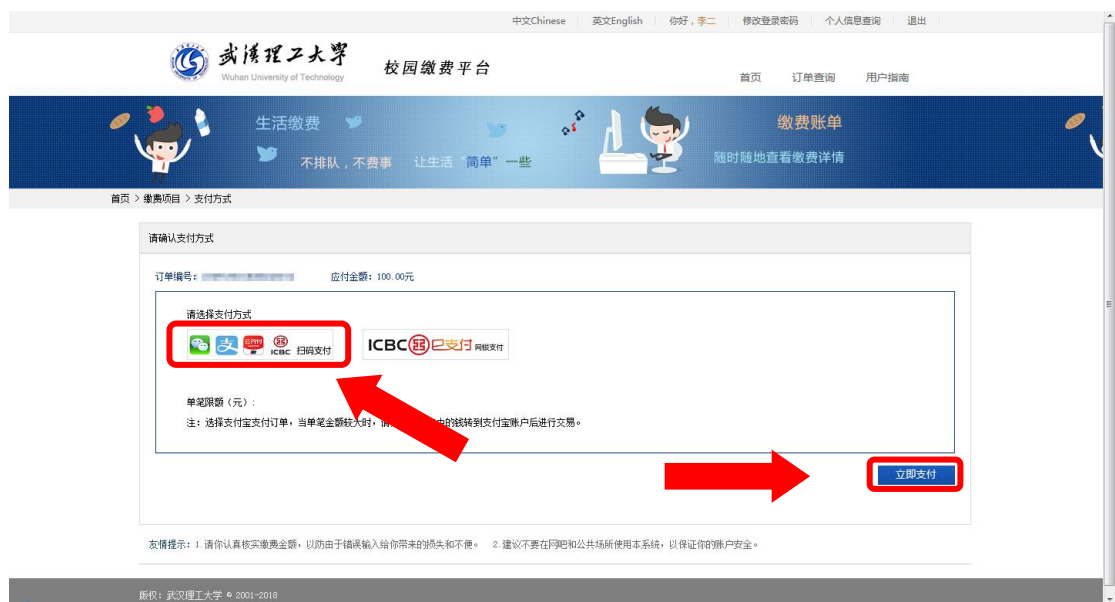 中文Chinese 英文English 你好，李二 修改登录密码 个人信息查询 退出
武汉理工大学
Wuhan University of Technology
校园缴费平台
首页 订单查询 用户指南
生活缴费
不排队，不费事 让生活“简单”一些
缴费账单
随时随地查看缴费详情
首页 > 缴费项目 > 支付方式
请确认支付方式
订单编号： 应付金额：100.00元
请选择支付方式
支 ICBC 扫码支付
ICBC e支付 网银支付
单笔限额（元）：
注：选择支付宝支付订单，当单笔金额较大时，请 的钱转到支付宝账户后进行交易。
立即支付
友情提示：1.请你认真核实缴费金额，以防由于错误输入给你带来的损失和不便。 2.建议不要在网吧和公共场所使用本系统，以保证你的账户安全。
版权：武汉理工大学 © 2001-2018